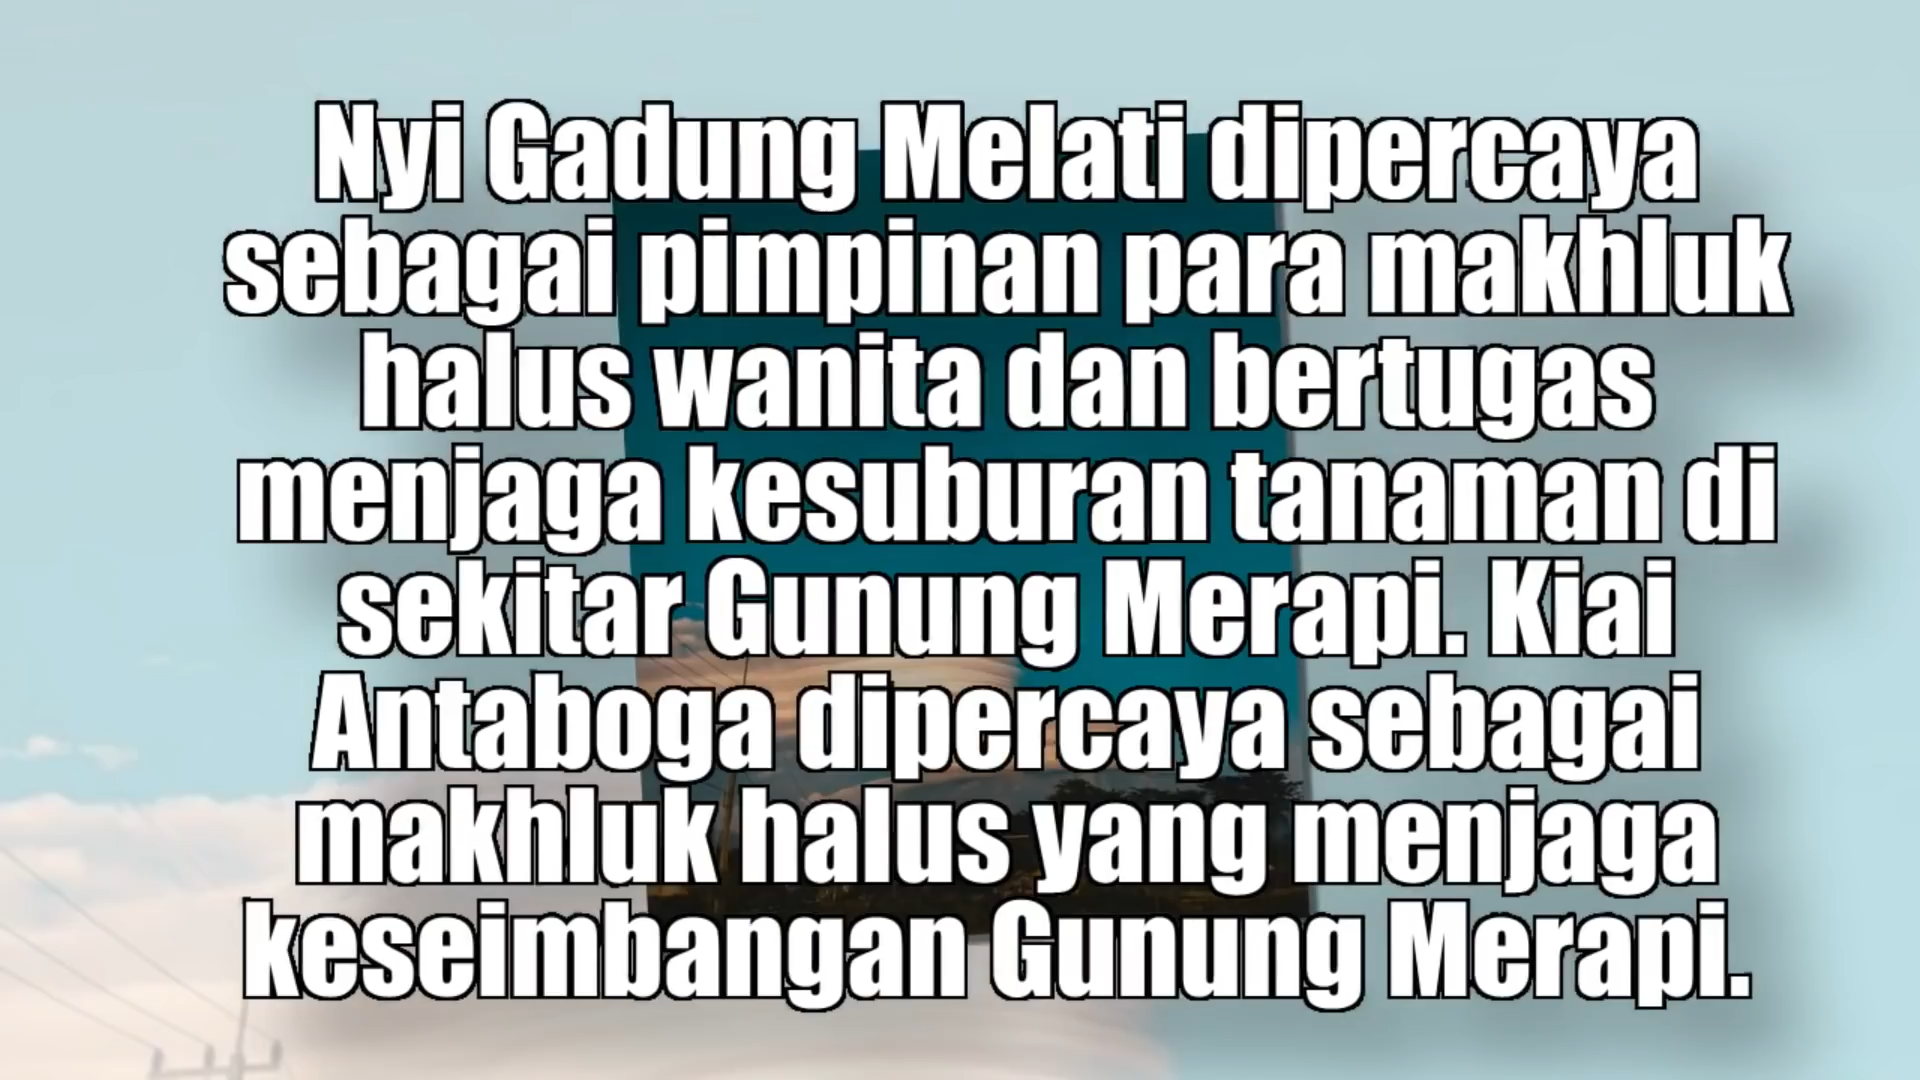 Nyi Gadung Melati dipercaya
sebagai pimpinan para makhluk
halus wanita dan bertugas
menjaga kesuburan tanaman di
sekitar Gunung Merapi. Kiai
Antaboga dipercaya sebagai
makhluk halus yang menjaga
keseimbangan Gunung Merapi.